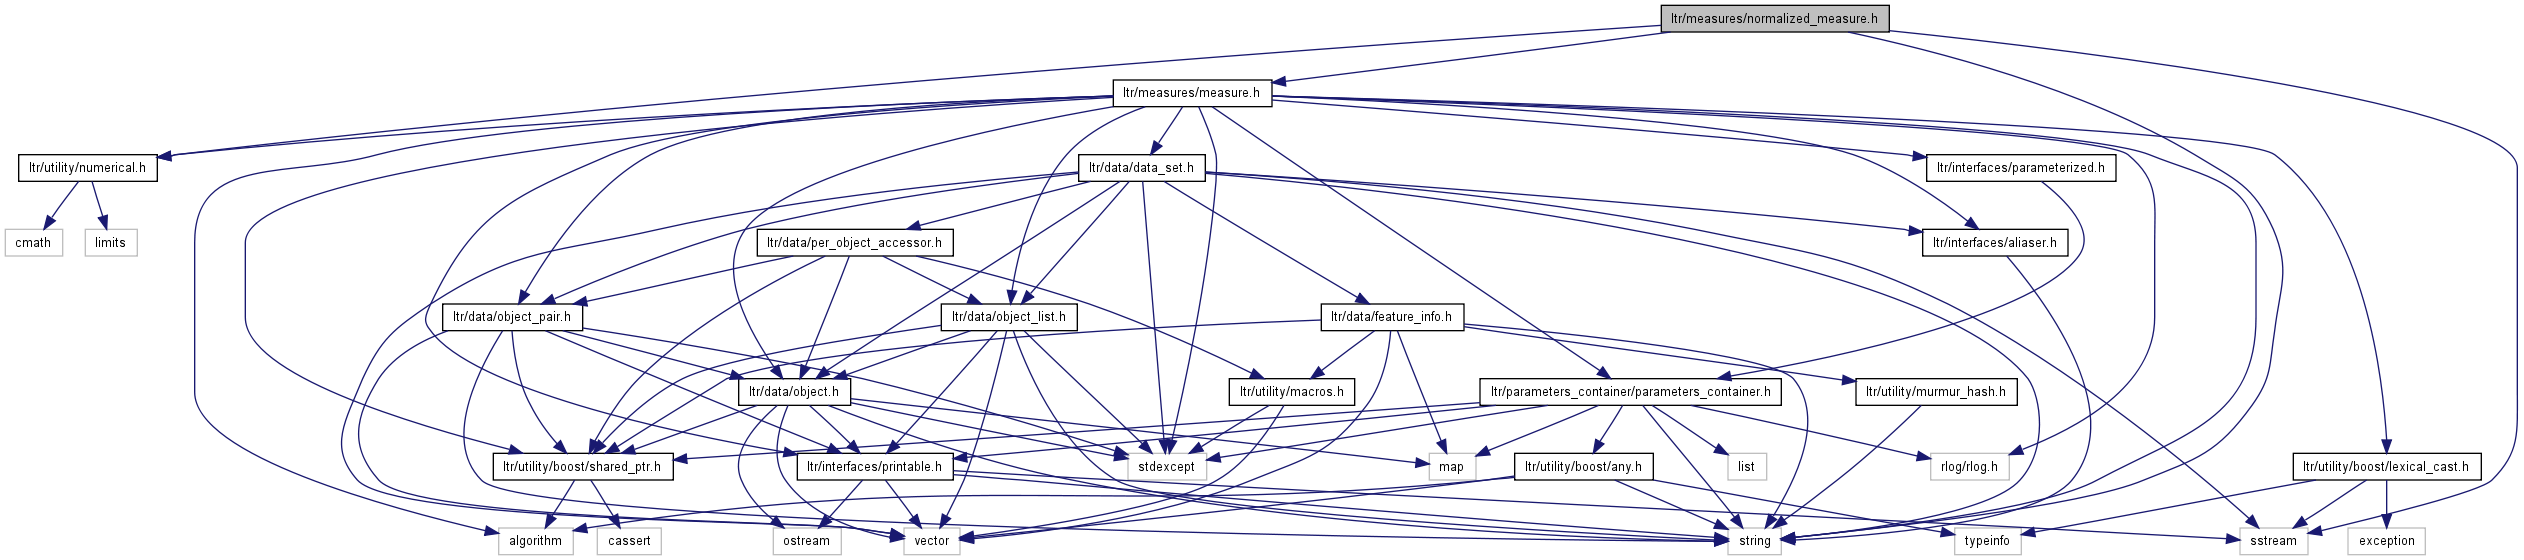 ltr/measures/normalized_measure.h
ltr/measures/measure.h
ltr/utility/numerical.h
ltr/data/data_set.h
ltr/interfaces/parameterized.h
cmath
limits
ltr/data/per_object_accessor.h
ltr/interfaces/aliaser.h
ltr/data/object_pair.h
ltr/data/object_list.h
ltr/data/feature_info.h
ltr/data/object.h
ltr/utility/macros.h
ltr/parameters_container/parameters_container.h
ltr/utility/murmur_hash.h
ltr/utility/boost/shared_ptr.h
ltr/interfaces/printable.h
stdexcept
map
ltr/utility/boost/any.h
list
rlog/rlog.h
ltr/utility/boost/lexical_cast.h
algorithm
cassert
ostream
vector
string
typeinfo
sstream
exception